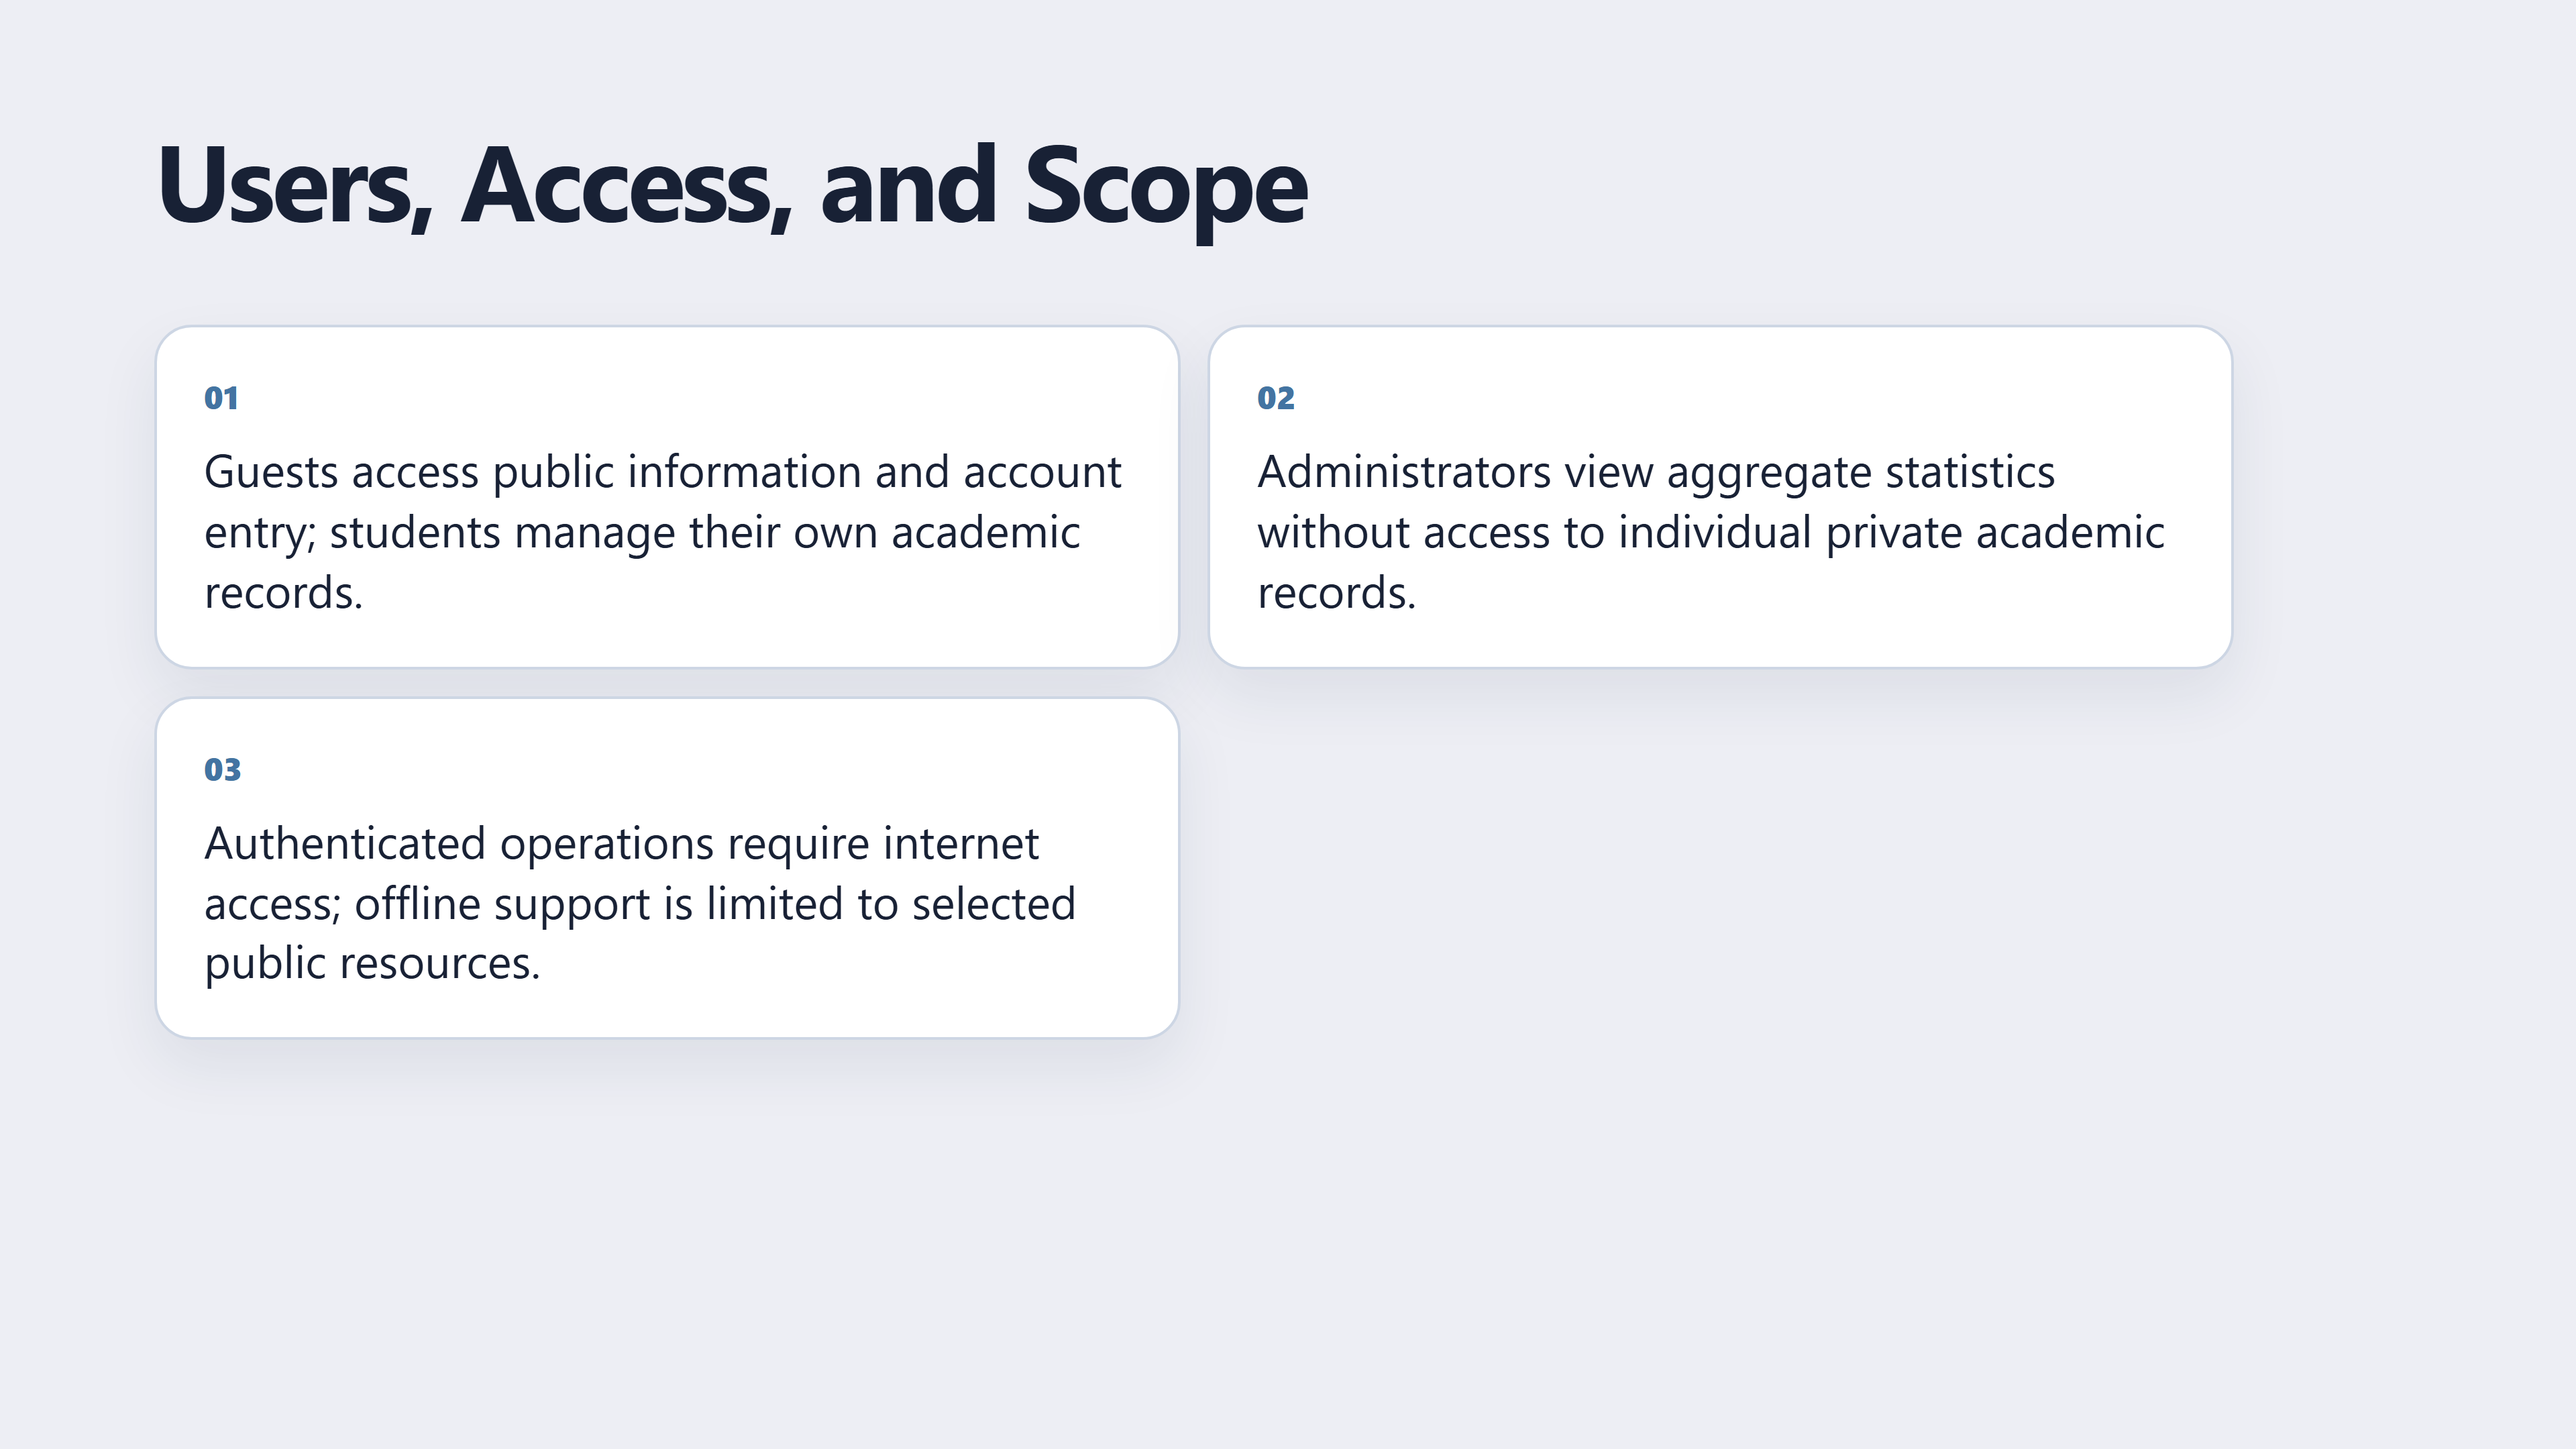 Users, Access, and Scope
01
Guests access public information and account
entry; students manage their own academic
records.
02
Administrators view aggregate statistics
without access to individual private academic
records.
03
Authenticated operations require internet
access; offline support is limited to selected
public resources.